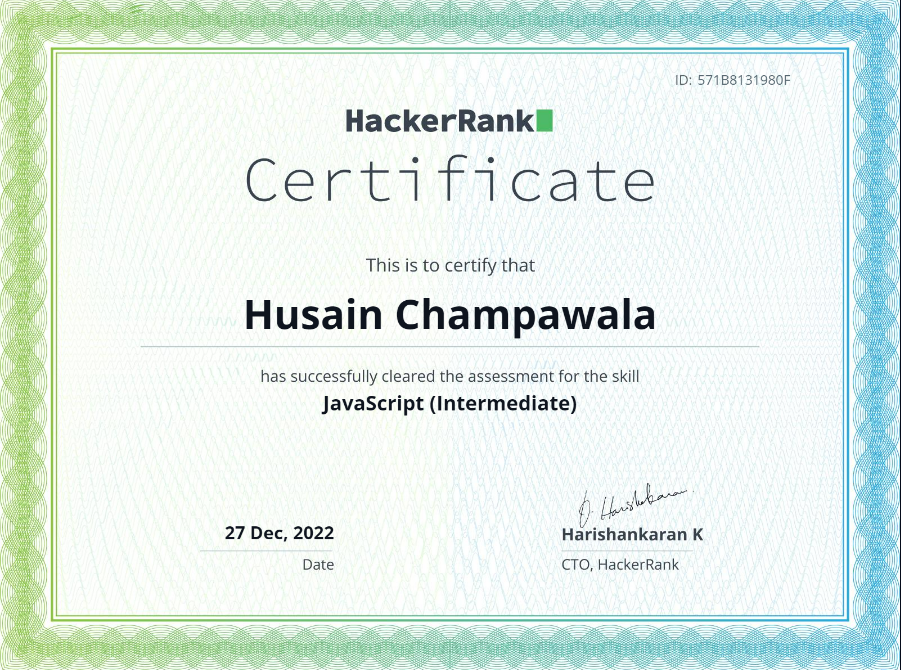 ID: 571B8131980F
HackerRank
Certificate
This is to certify that
Husain Champawala
has successfully cleared the assessment for the skill
JavaScript (Intermediate)
27 Dec, 2022
Date
Harishankaran K
CTO, HackerRank